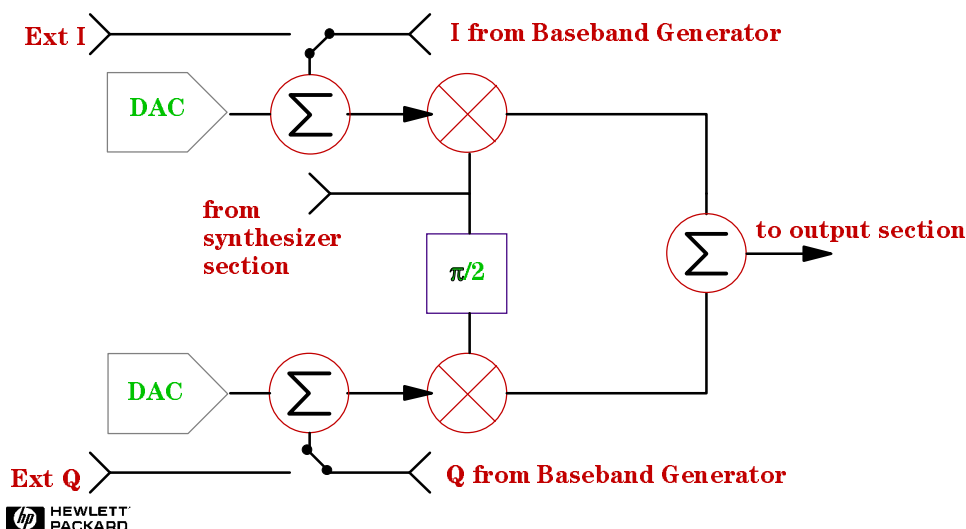 Ext I
I from Baseband Generator
DAC
Σ
from
synthesizer
section
to output section
Σ
π/2
DAC
Σ
Ext Q
Q from Baseband Generator
hp HEWLETT
PACKARD